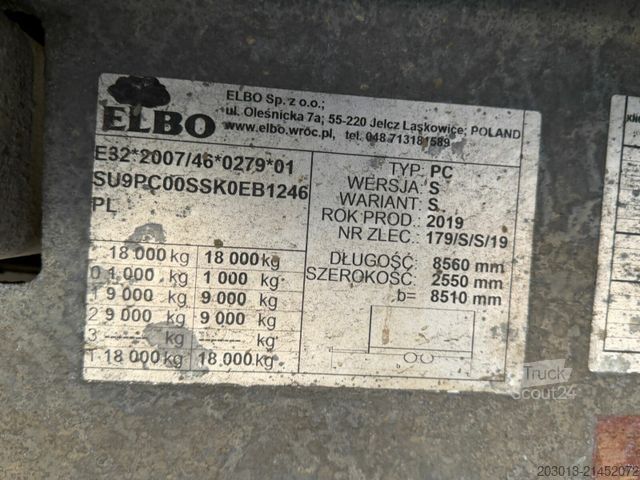 ELBO
ELBO Sp. z o.o.;
ul. Oleśnicka 7a; 55-220 Jelcz Laskowice; POLAND
www.elbo.wroc.pl, tel. 048 713181589
E32*2007/46*0279*01
SU9PC00SSK0EB1246
PL
18 000 kg 18 000 kg
0 1 000 kg 1 000 kg
1 9 000 kg 9 000 kg
2 9 000 kg 9 000 kg
3 ------- kg ------- kg
T 18 000 kg 18 000 kg
TYP: PC
WERSJA: S
WARIANT: S
ROK PROD.: 2019
NR ZLEC.: 179/S/S/19
DŁUGOŚĆ: 8560 mm
SZEROKOŚĆ: 2550 mm
b= 8510 mm
Truck
Scout24
203013-21452072